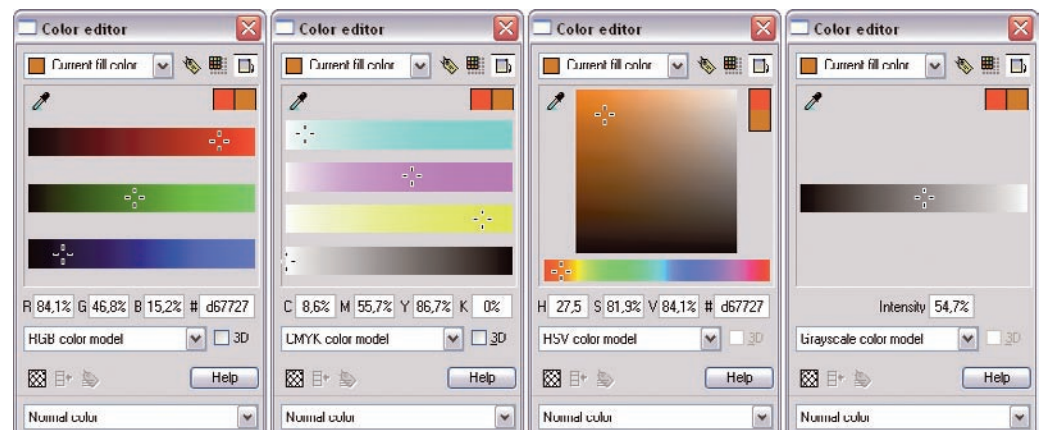 Color editor
Current fill color
R 84,1% G 46,8% B 15,2% # d67727
RGB color model 3D
Help
Normal color
Color editor
Current fill color
C 8,6% M 55,7% Y 86,7% K 0%
CMYK color model 3D
Help
Normal color
Color editor
Current fill color
H 27,5 S 81,9% V 84,1% # d67727
HSV color model 3D
Help
Normal color
Color editor
Current fill color
Intensity 54,7%
Grayscale color model 3D
Help
Normal color